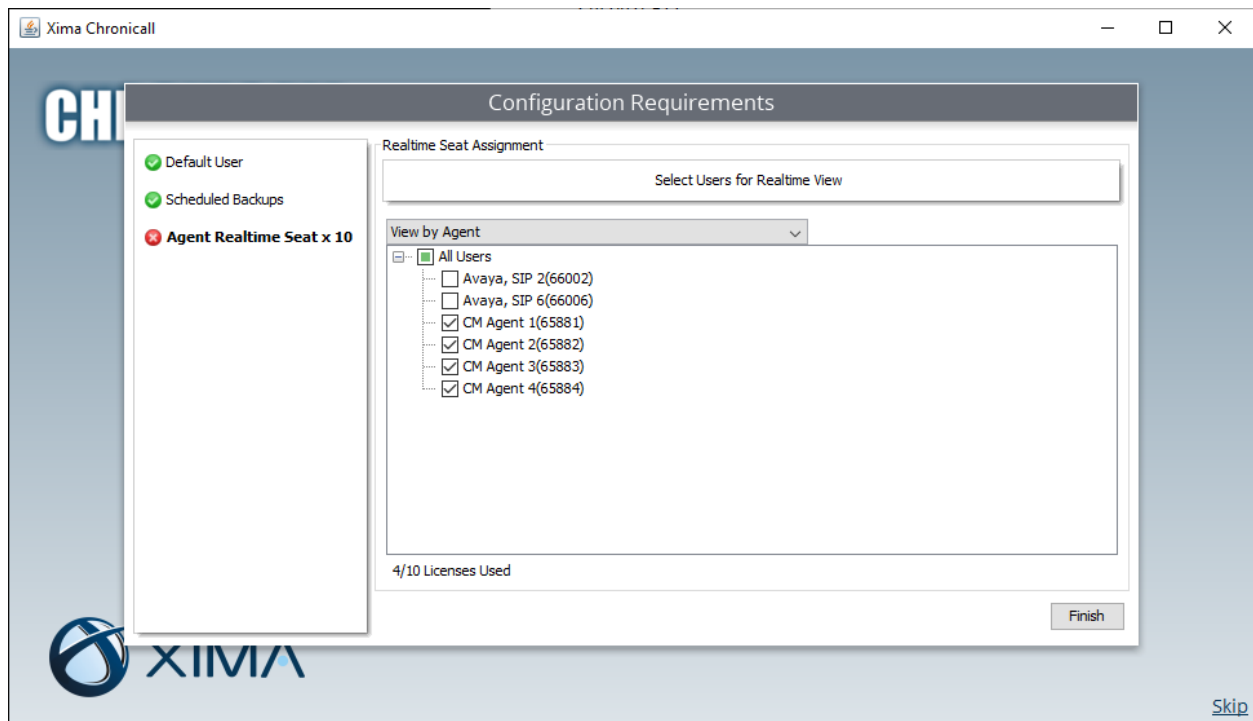 Xima Chronicall
CHI
Configuration Requirements
Default User
Scheduled Backups
Agent Realtime Seat x 10
Realtime Seat Assignment
Select Users for Realtime View
View by Agent
All Users
Avaya, SIP 2(66002)
Avaya, SIP 6(66006)
CM Agent 1(65881)
CM Agent 2(65882)
CM Agent 3(65883)
CM Agent 4(65884)
4/10 Licenses Used
Finish
XIMA
Skip